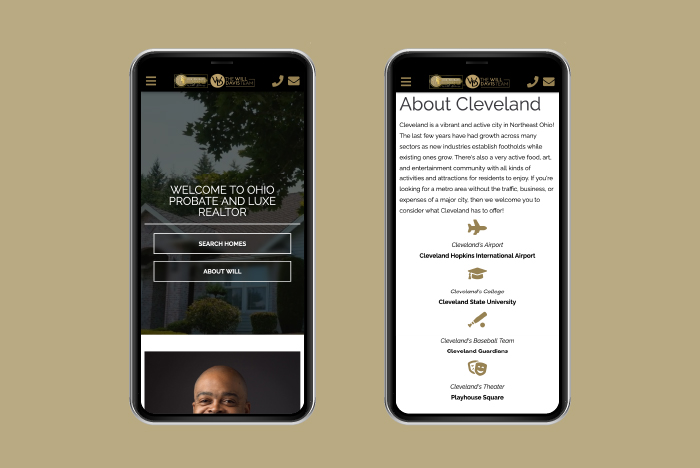 THE WILL
DAVIS TEAM
WELCOME TO OHIO
PROBATE AND LUXE
REALTOR
SEARCH HOMES
ABOUT WILL
THE WILL
DAVIS TEAM
About Cleveland
Cleveland is a vibrant and active city in Northeast Ohio!
The last few years have had growth across many
sectors as new industries establish footholds while
existing ones grow. There's also a very active food, art,
and entertainment community with all kinds of
activities and attractions for residents to enjoy. If you're
looking for a metro area without the traffic, business, or
expenses of a major city, then we welcome you to
consider what Cleveland has to offer!
Cleveland's Airport
Cleveland Hopkins International Airport
Cleveland's College
Cleveland State University
Cleveland's Baseball Team
Cleveland Guardians
Cleveland's Theater
Playhouse Square